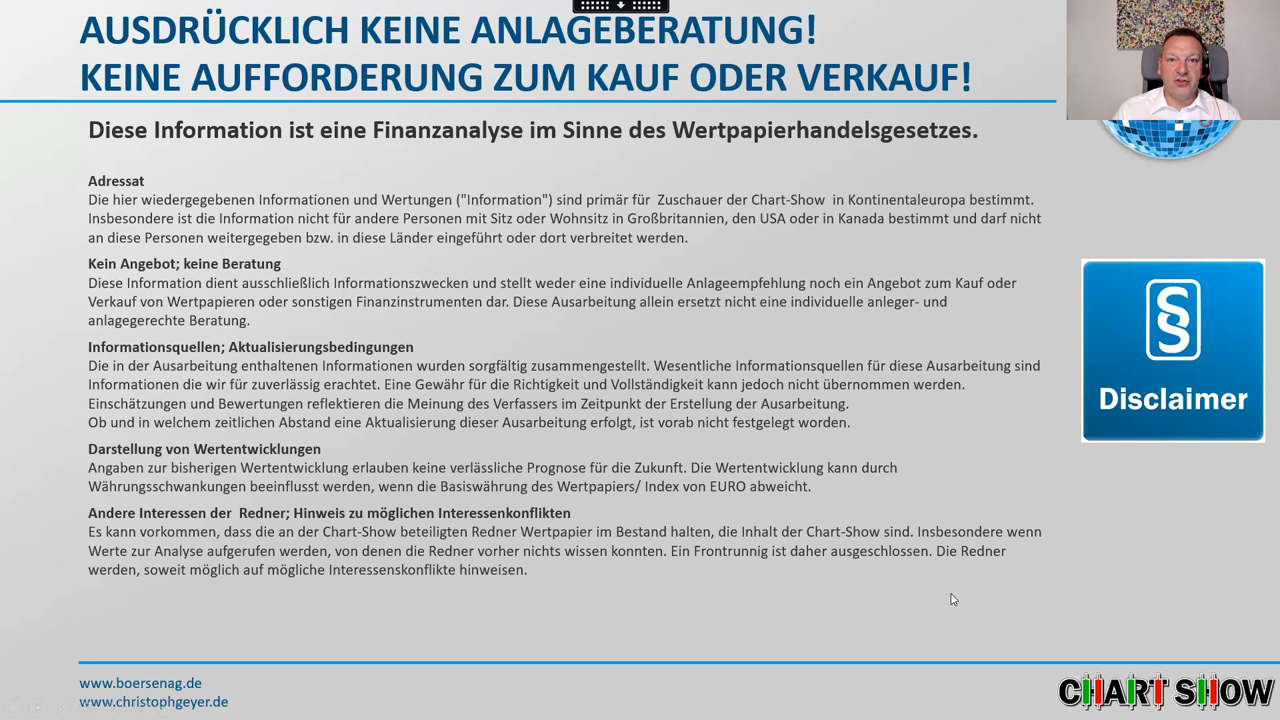 AUSDRÜCKLICH KEINE ANLAGEBERATUNG!
KEINE AUFFORDERUNG ZUM KAUF ODER VERKAUF!
Diese Information ist eine Finanzanalyse im Sinne des Wertpapierhandelsgesetzes.
Adressat
Die hier wiedergegebenen Informationen und Wertungen ("Information") sind primär für Zuschauer der Chart-Show in Kontinentaleuropa bestimmt.
Insbesondere ist die Information nicht für andere Personen mit Sitz oder Wohnsitz in Großbritannien, den USA oder in Kanada bestimmt und darf nicht
an diese Personen weitergegeben bzw. in diese Länder eingeführt oder dort verbreitet werden.
Kein Angebot; keine Beratung
Diese Information dient ausschließlich Informationszwecken und stellt weder eine individuelle Anlageempfehlung noch ein Angebot zum Kauf oder
Verkauf von Wertpapieren oder sonstigen Finanzinstrumenten dar. Diese Ausarbeitung allein ersetzt nicht eine individuelle anleger- und
anlagegerechte Beratung.
Informationsquellen; Aktualisierungsbedingungen
Die in der Ausarbeitung enthaltenen Informationen wurden sorgfältig zusammengestellt. Wesentliche Informationsquellen für diese Ausarbeitung sind
Informationen die wir für zuverlässig erachtet. Eine Gewähr für die Richtigkeit und Vollständigkeit kann jedoch nicht übernommen werden.
Einschätzungen und Bewertungen reflektieren die Meinung des Verfassers im Zeitpunkt der Erstellung der Ausarbeitung.
Ob und in welchem zeitlichen Abstand eine Aktualisierung dieser Ausarbeitung erfolgt, ist vorab nicht festgelegt worden.
Darstellung von Wertentwicklungen
Angaben zur bisherigen Wertentwicklung erlauben keine verlässliche Prognose für die Zukunft. Die Wertentwicklung kann durch
Währungsschwankungen beeinflusst werden, wenn die Basiswährung des Wertpapiers/ Index von EURO abweicht.
Andere Interessen der Redner; Hinweis zu möglichen Interessenkonflikten
Es kann vorkommen, dass die an der Chart-Show beteiligten Redner Wertpapier im Bestand halten, die Inhalt der Chart-Show sind. Insbesondere wenn
Werte zur Analyse aufgerufen werden, von denen die Redner vorher nichts wissen konnten. Ein Frontrunnig ist daher ausgeschlossen. Die Redner
werden, soweit möglich auf mögliche Interessenskonflikte hinweisen.
§
Disclaimer
www.boersenag.de
www.christophgeyer.de
CHART SHOW